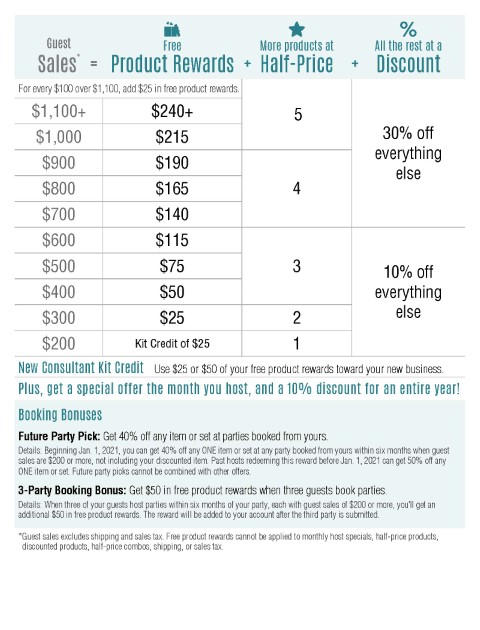 Guest Sales* = Free Product Rewards + More products at Half-Price + All the rest at a Discount
%
For every $100 over $1,100, add $25 in free product rewards.
$1,100+ $240+ 5
$1,000 $215
30% off everything else
$900 $190
$800 $165 4
$700 $140
$600 $115
$500 $75 3
10% off everything else
$400 $50
$300 $25 2
$200 Kit Credit of $25 1
New Consultant Kit Credit Use $25 or $50 of your free product rewards toward your new business.
Plus, get a special offer the month you host, and a 10% discount for an entire year!
Booking Bonuses
Future Party Pick: Get 40% off any item or set at parties booked from yours.
Details: Beginning Jan. 1, 2021, you can get 40% off any ONE item or set at any party booked from yours within six months when guest
sales are $200 or more, not including your discounted item. Past hosts redeeming this reward before Jan. 1, 2021 can get 50% off any
ONE item or set. Future party picks cannot be combined with other offers.
3-Party Booking Bonus: Get $50 in free product rewards when three guests book parties.
Details: When three of your guests host parties within six months of your party, each with guest sales of $200 or more, you'll get an
additional $50 in free product rewards. The reward will be added to your account after the third party is submitted.
*Guest sales excludes shipping and sales tax. Free product rewards cannot be applied to monthly host specials, half-price products,
discounted products, half-price combos, shipping, or sales tax.